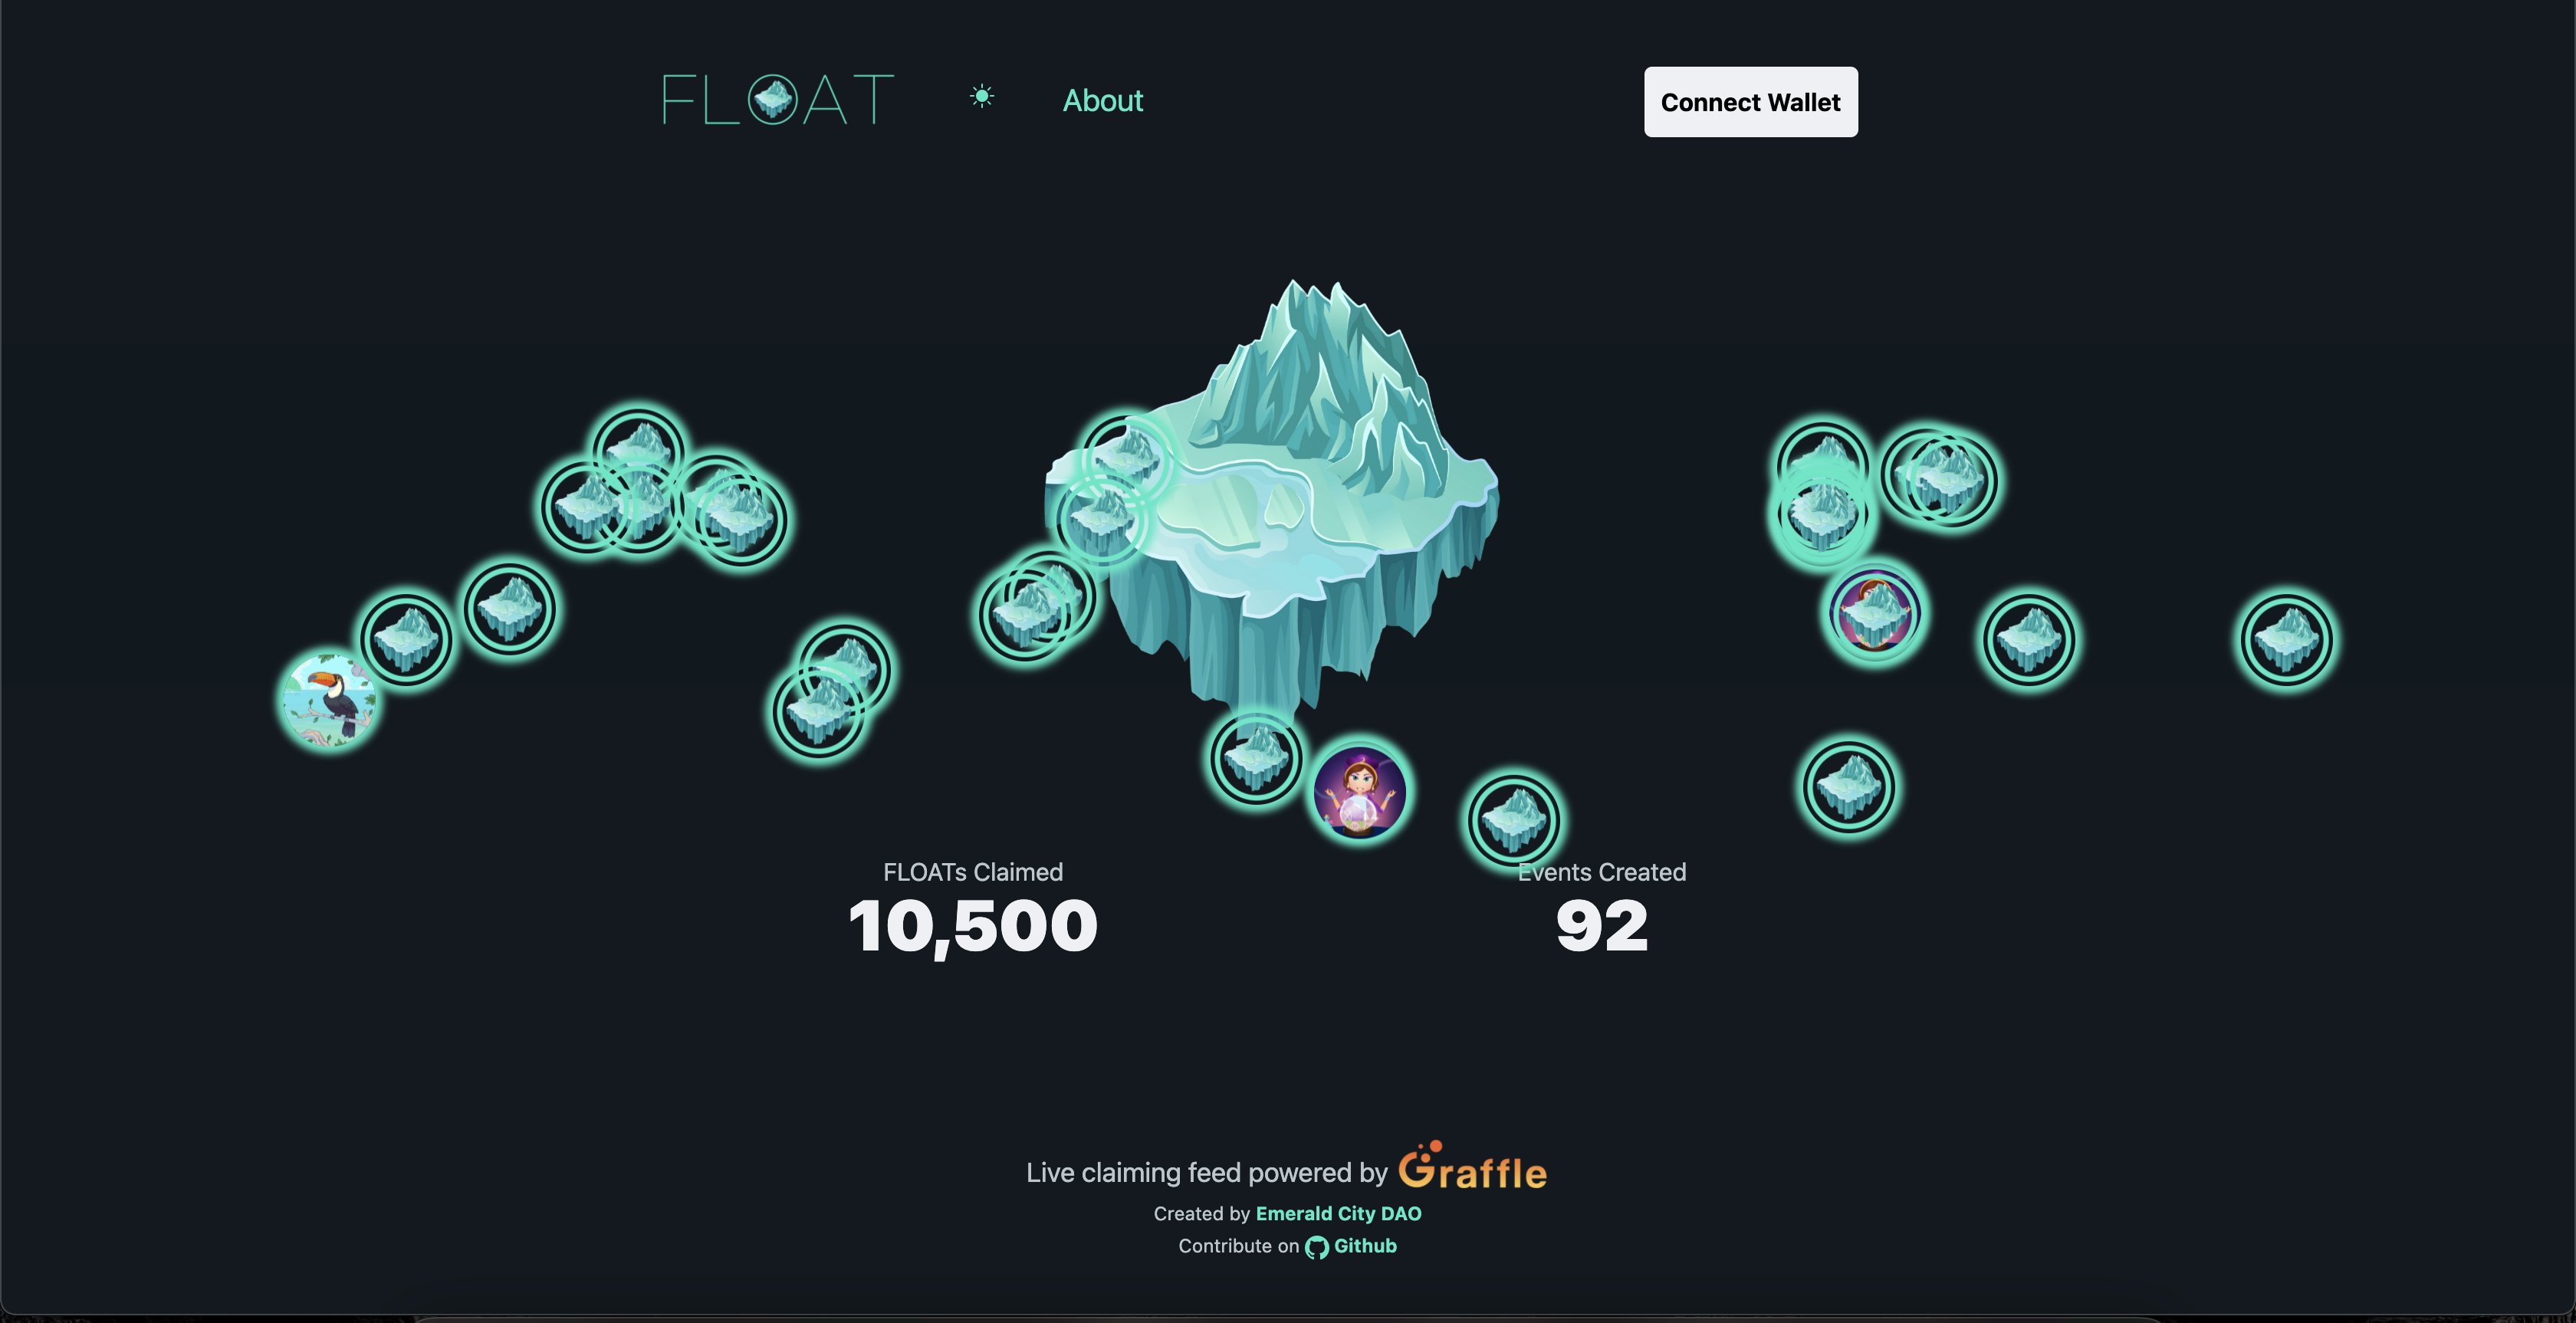 FLOAT
About
Connect Wallet
FLOATs Claimed
10,500
Events Created
92
Live claiming feed powered by Graffle
Created by Emerald City DAO
Contribute on Github